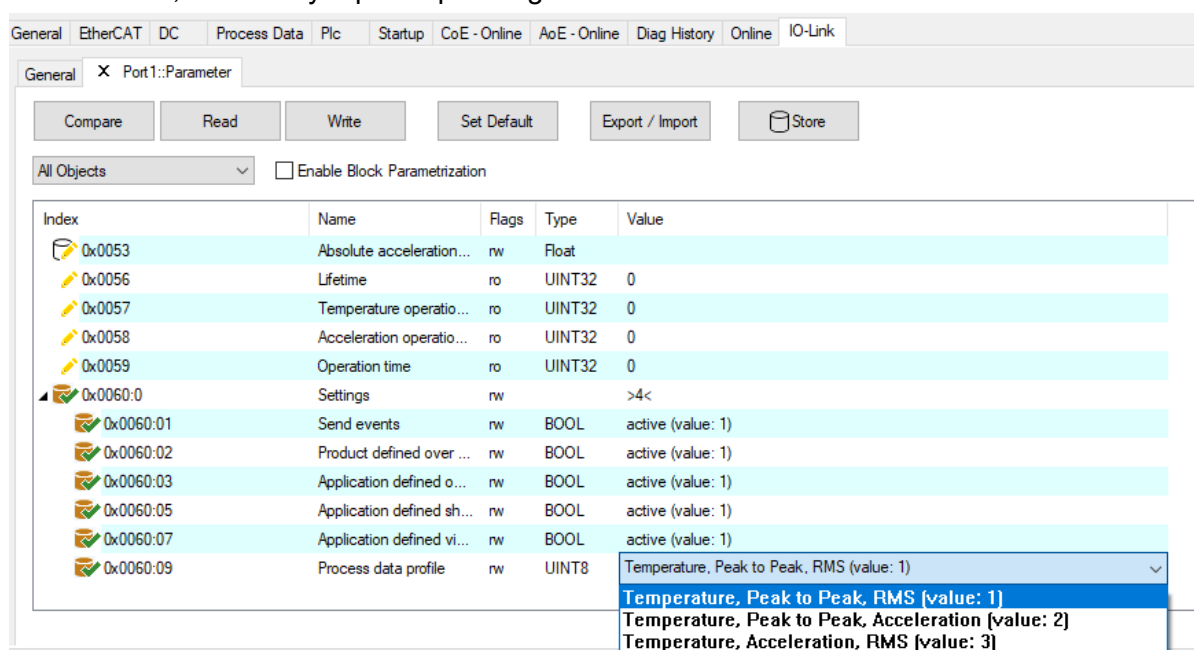 General EtherCAT DC Process Data Plc Startup CoE - Online AoE - Online Diag History Online IO-Link
General X Port1::Parameter
Compare Read Write Set Default Export / Import Store
All Objects Enable Block Parametrization
Index Name Flags Type Value
0x0053 Absolute acceleration... rw Float
0x0056 Lifetime ro UINT32 0
0x0057 Temperature operatio... ro UINT32 0
0x0058 Acceleration operatio... ro UINT32 0
0x0059 Operation time ro UINT32 0
0x0060:0 Settings rw >4<
0x0060:01 Send events rw BOOL active (value: 1)
0x0060:02 Product defined over ... rw BOOL active (value: 1)
0x0060:03 Application defined o... rw BOOL active (value: 1)
0x0060:05 Application defined sh... rw BOOL active (value: 1)
0x0060:07 Application defined vi... rw BOOL active (value: 1)
0x0060:09 Process data profile rw UINT8 Temperature, Peak to Peak, RMS (value: 1)
Temperature, Peak to Peak, RMS (value: 1)
Temperature, Peak to Peak, Acceleration (value: 2)
Temperature, Acceleration, RMS (value: 3)